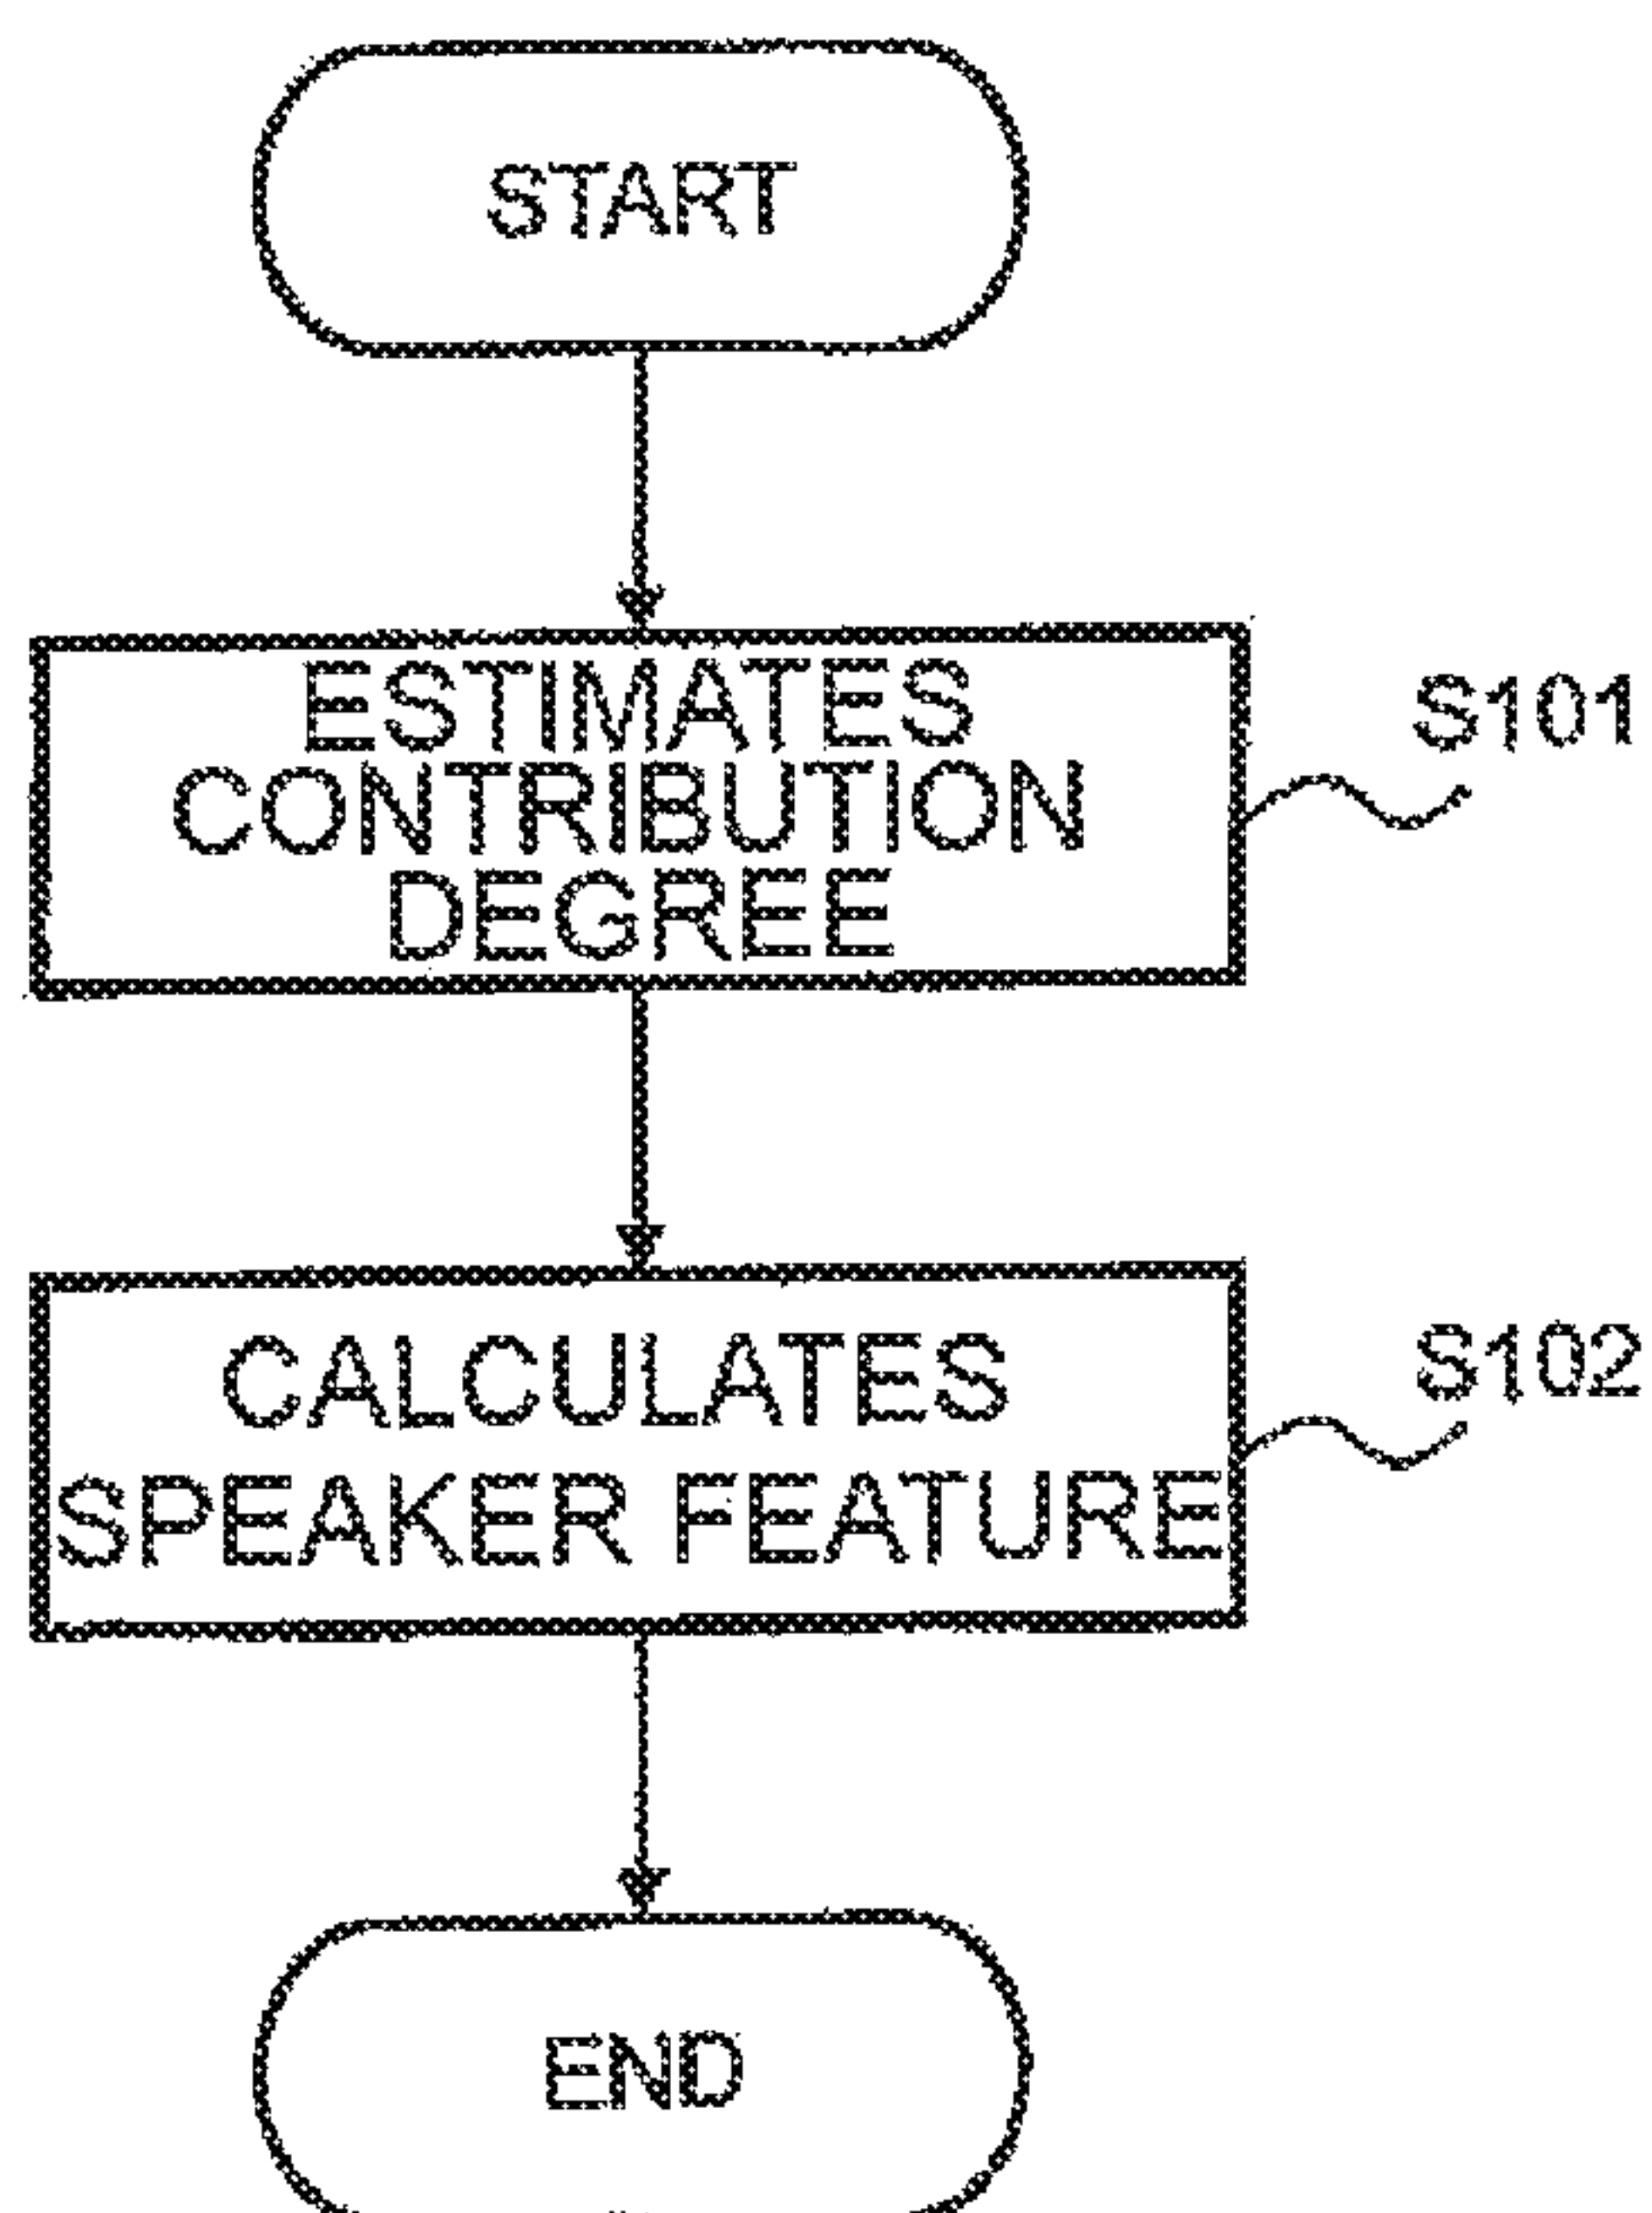 START
ESTIMATES
CONTRIBUTION
DEGREE
S101
CALCULATES
SPEAKER FEATURE
S102
END